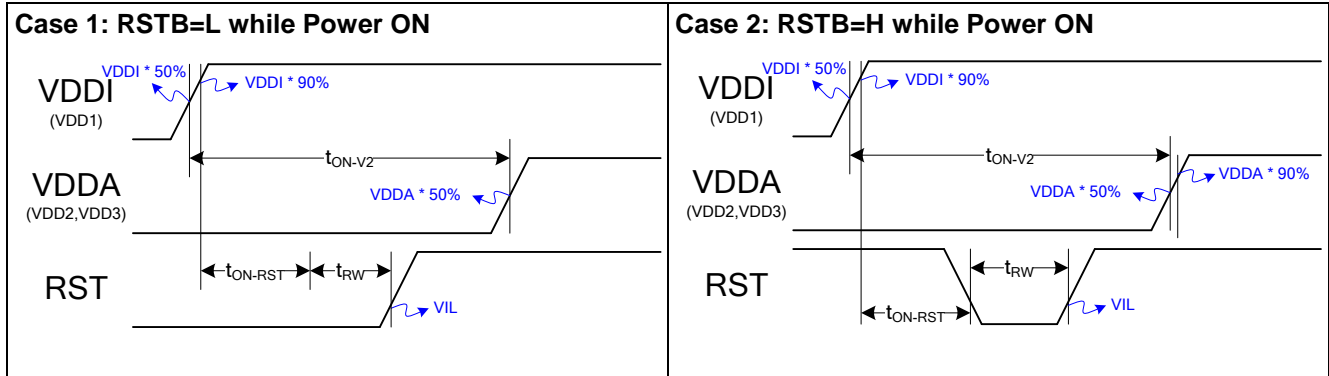 Case 1: RSTB=L while Power ON
VDDI * 50%
VDDI * 90%
VDDI
(VDD1)
tON-V2
VDDA
(VDD2,VDD3)
VDDA * 50%
tON-RST
tRW
RST
VIL
Case 2: RSTB=H while Power ON
VDDI * 50%
VDDI * 90%
VDDI
(VDD1)
tON-V2
VDDA
(VDD2,VDD3)
VDDA * 50%
VDDA * 90%
RST
tRW
tON-RST
VIL